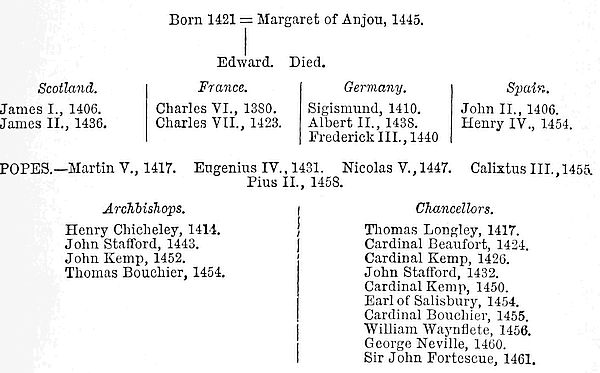 Born 1421 = Margaret of Anjou, 1445.
Edward. Died.
Scotland.
James I., 1406.
James II., 1436.
France.
Charles VI., 1380.
Charles VII., 1423.
Germany.
Sigismund, 1410.
Albert II., 1438.
Frederick III., 1440
Spain.
John II., 1406.
Henry IV., 1454.
POPES.—Martin V., 1417. Eugenius IV., 1431. Nicolas V., 1447. Calixtus III., 1455.
Pius II., 1458.
Archbishops.
Henry Chicheley, 1414.
John Stafford, 1443.
John Kemp, 1452.
Thomas Bouchier, 1454.
Chancellors.
Thomas Longley, 1417.
Cardinal Beaufort, 1424.
Cardinal Kemp, 1426.
John Stafford, 1432.
Cardinal Kemp, 1450.
Earl of Salisbury, 1454.
Cardinal Bouchier, 1455.
William Waynflete, 1456.
George Neville, 1460.
Sir John Fortescue, 1461.